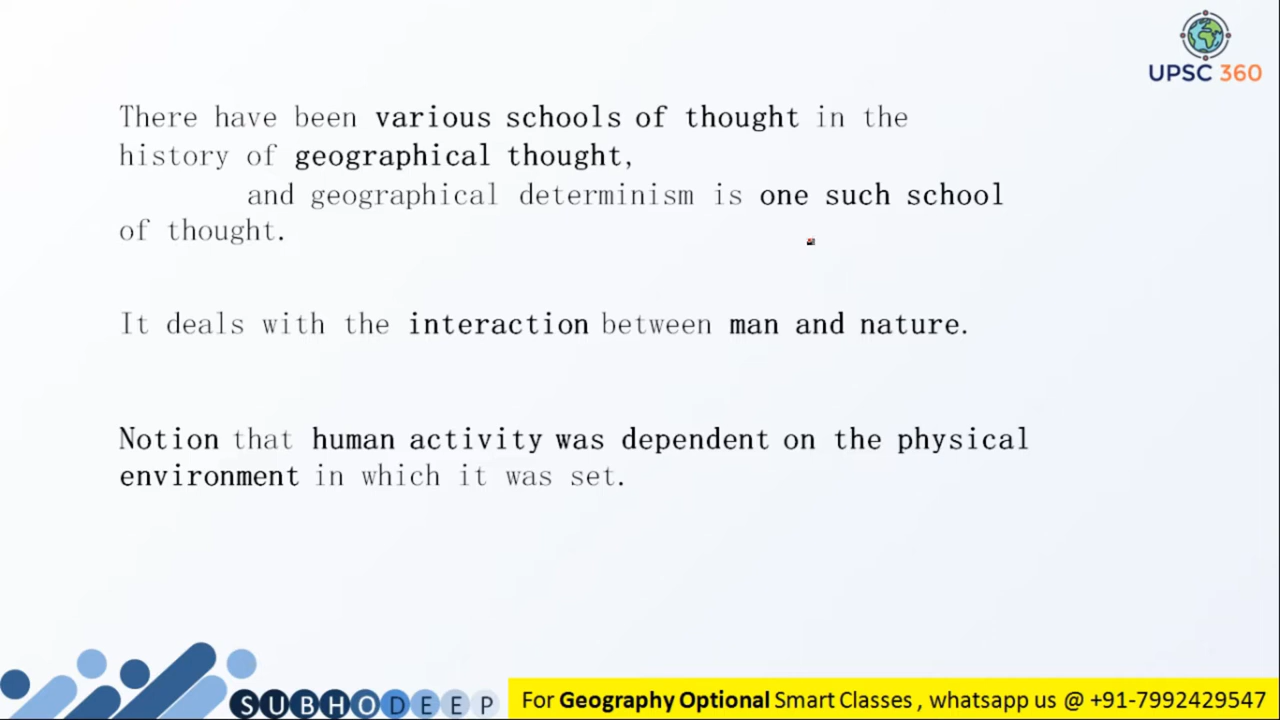 UPSC 360
There have been various schools of thought in the
history of geographical thought,
and geographical determinism is one such school
of thought.
It deals with the interaction between man and nature.
Notion that human activity was dependent on the physical
environment in which it was set.
SUBHODEEP
For Geography Optional Smart Classes , whatsapp us @ +91-7992429547